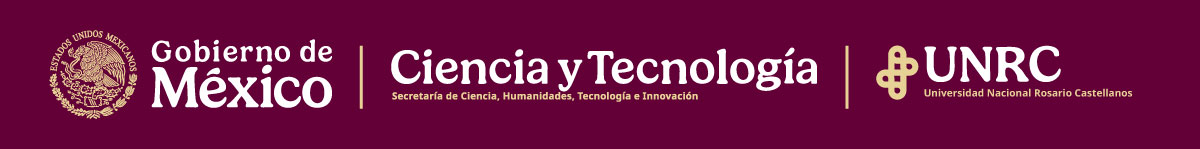 ESTADOS UNIDOS MEXICANOS
Gobierno de
México
Ciencia y Tecnología
Secretaría de Ciencia, Humanidades, Tecnología e Innovación
UNRC
Universidad Nacional Rosario Castellanos